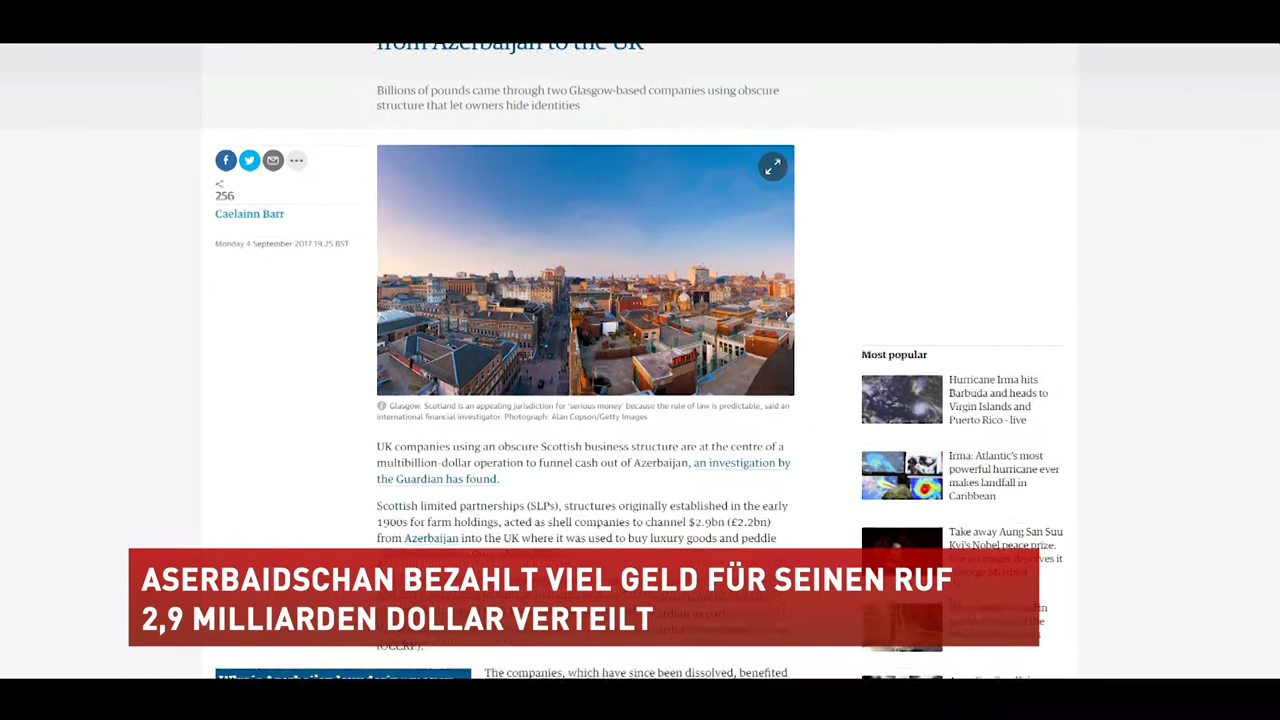 from Azerbaijan to the UK
Billions of pounds came through two Glasgow-based companies using obscure
structure that let owners hide identities
256
Caelainn Barr
Monday 4 September 2017 19.25 BST
Glasgow. Scotland is an appealing jurisdiction for 'serious money' because the rule of law is predictable, said an
international financial investigator. Photograph: Alan Copson/Getty Images
UK companies using an obscure Scottish business structure are at the centre of a
multibillion-dollar operation to funnel cash out of Azerbaijan, an investigation by
the Guardian has found.
Scottish limited partnerships (SLPs), structures originally established in the early
1900s for farm holdings, acted as shell companies to channel $2.9bn (£2.2bn)
from Azerbaijan into the UK where it was used to buy luxury goods and peddle
(OCCRP).
The companies, which have since been dissolved, benefited
Most popular
Hurricane Irma hits
Barbuda and heads to
Virgin Islands and
Puerto Rico - live
Irma: Atlantic's most
powerful hurricane ever
makes landfall in
Caribbean
Take away Aung San Suu
Kyi's Nobel peace prize.
ASERBAIDSCHAN BEZAHLT VIEL GELD FÜR SEINEN RUF
2,9 MILLIARDEN DOLLAR VERTEILT